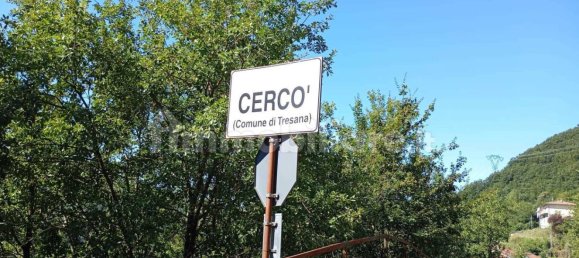 CERCO'
(Comune di Tresana)